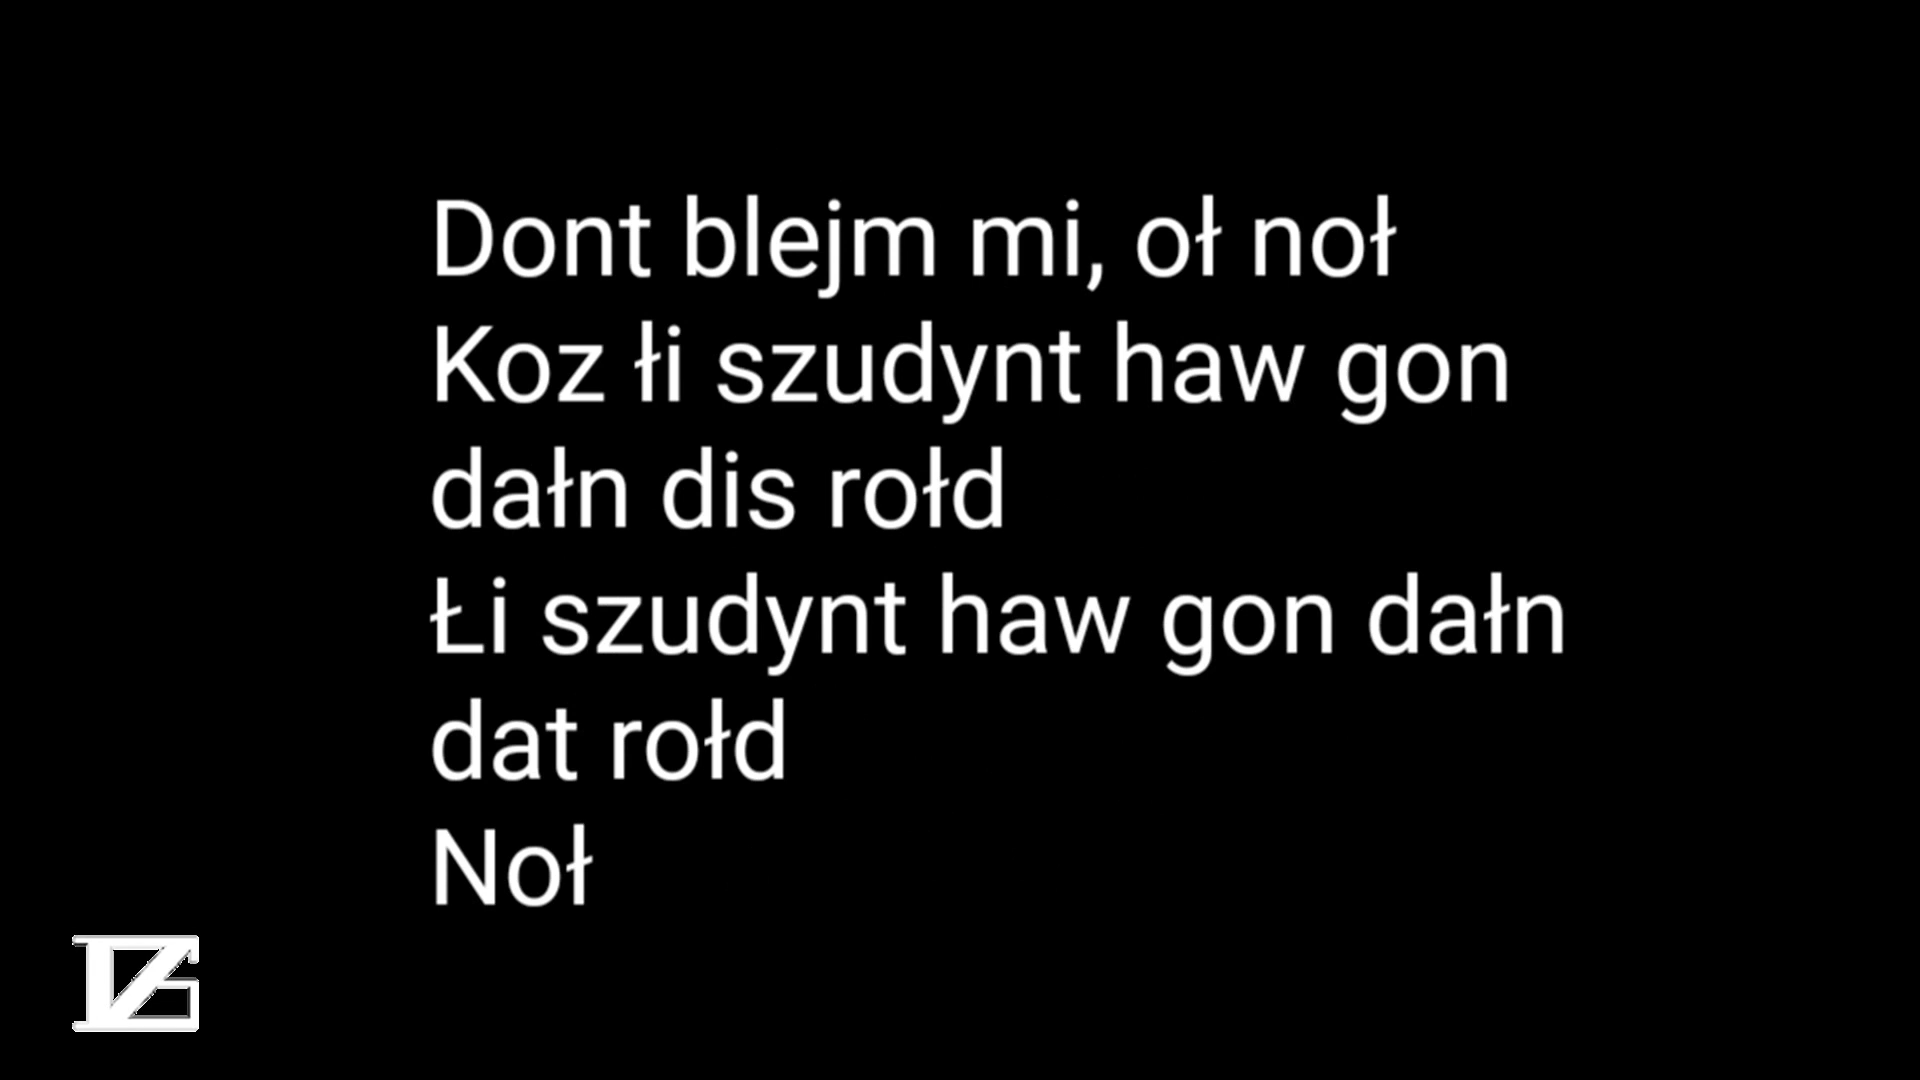 Dont blejm mi, oł noł
Koz łi szudynt haw gon
dałn dis rołd
Łi szudynt haw gon dałn
dat rołd
Noł